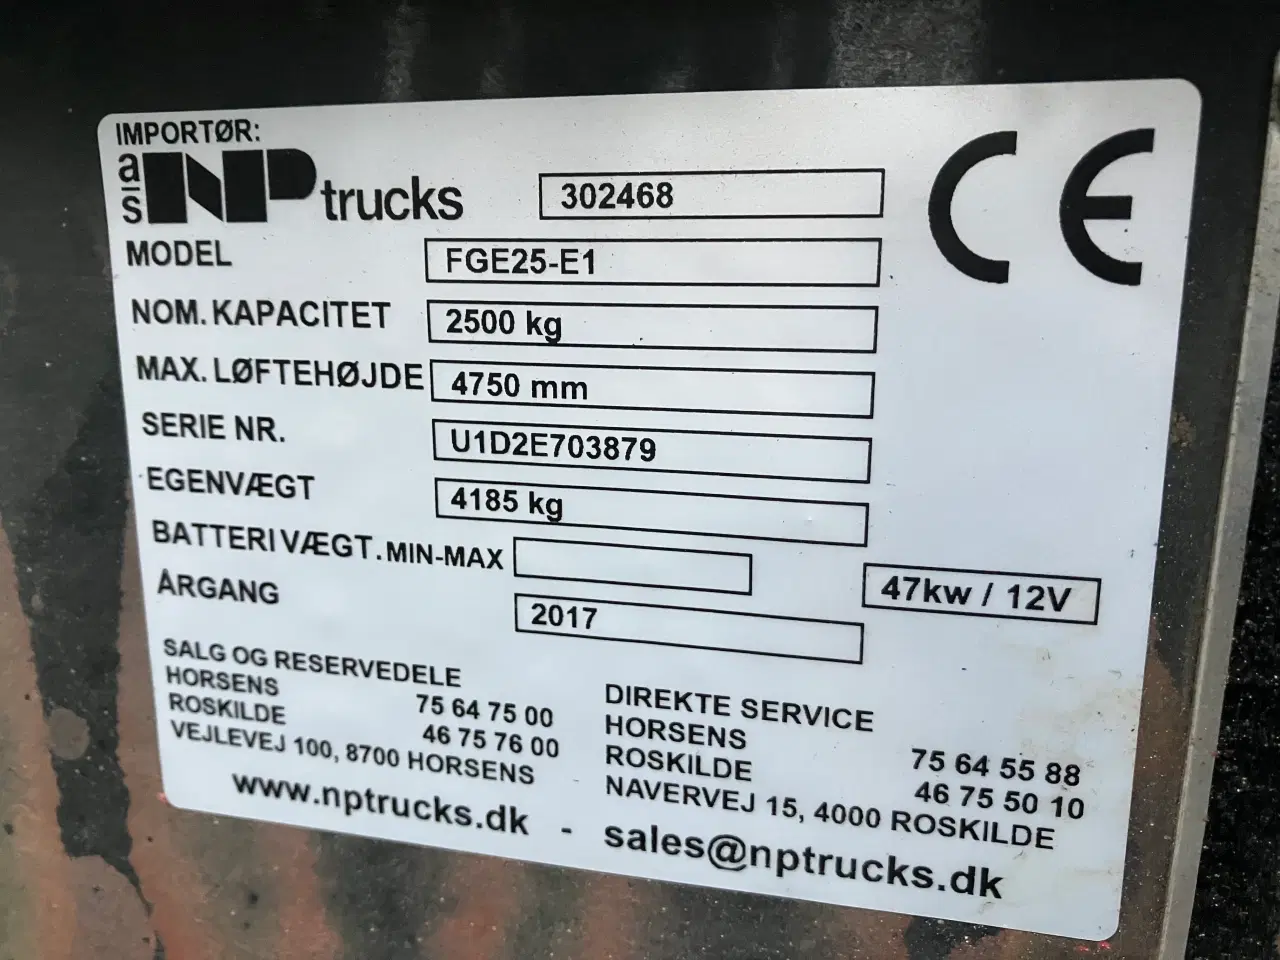 IMPORTØR:
a/s NP trucks 302468
CE
MODEL FGE25-E1
NOM. KAPACITET 2500 kg
MAX. LØFTEHØJDE 4750 mm
SERIE NR. U1D2E703879
EGENVÆGT 4185 kg
BATTERIVÆGT. MIN-MAX
47kw / 12V
ÅRGANG 2017
SALG OG RESERVEDELE
HORSENS 75 64 75 00
ROSKILDE 46 75 76 00
VEJLEVEJ 100, 8700 HORSENS
DIREKTE SERVICE
HORSENS 75 64 55 88
ROSKILDE 46 75 50 10
NAVERVEJ 15, 4000 ROSKILDE
www.nptrucks.dk - sales@nptrucks.dk